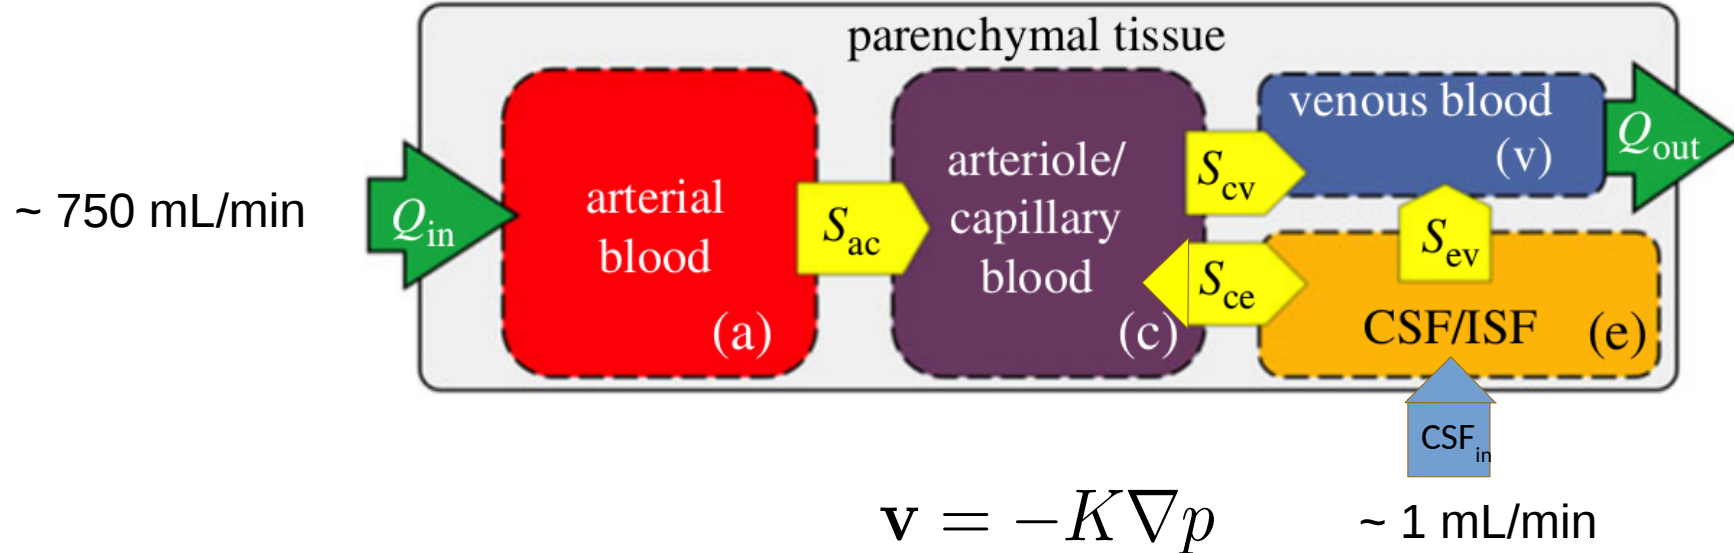 parenchymal tissue
~ 750 mL/min
Q_in
arterial
blood
(a)
S_ac
arteriole/
capillary
blood
(c)
S_cv
S_ce
venous blood
(v)
Q_out
S_ev
CSF/ISF (e)
CSF_in
v = −K∇p
~ 1 mL/min